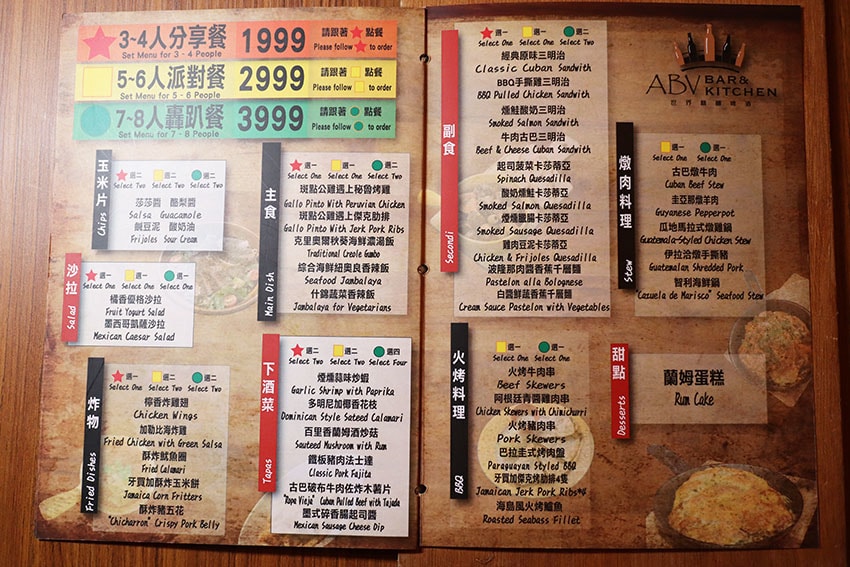 3~4人分享餐 1999 請跟著★點餐
Set Menu for 3 - 4 People Please follow ★ to order
5~6人派對餐 2999 請跟著■點餐
Set Menu for 5 - 6 People Please follow ■ to order
7~8人轟趴餐 3999 請跟著●點餐
Set Menu for 7 - 8 People Please follow ● to order
玉米片
Chips
★選一 ■選二 ●選二
Select One Select Two Select Two
莎莎醬 酪梨醬
Salsa Guacamole
鹹豆泥 酸奶油
Frijoles Sour Cream
沙拉
Salad
★選一 ■選一 ●選二
Select One Select One Select Two
橘香優格沙拉
Fruit Yogurt Salad
墨西哥凱薩沙拉
Mexican Caesar Salad
炸物
Fried Dishes
★選一 ■選二 ●選二
Select One Select Two Select Two
檸香炸雞翅
Chicken Wings
加勒比海炸雞
Fried Chicken with Green Salsa
酥炸魷魚圈
Fried Calamari
牙買加酥炸玉米餅
Jamaica Corn Fritters
酥炸豬五花
"Chicharron" Crispy Pork Belly
主食
Main Dish
★選一 ■選一 ●選二
Select One Select One Select Two
斑點公雞遇上秘魯烤雞
Gallo Pinto With Peruvian Chicken
斑點公雞遇上傑克肋排
Gallo Pinto With Jerk Pork Ribs
克里奧爾秋葵海鮮濃湯飯
Traditional Creole Gumbo
綜合海鮮紐奧良香辣飯
Seafood Jambalaya
什錦蔬菜香辣飯
Jambalaya for Vegetarians
下酒菜
Tapas
★選二 ■選二 ●選四
Select Two Select Two Select Four
煙燻蒜味炒蝦
Garlic Shrimp with Paprika
多明尼加椰香花枝
Dominican Style Sateed Calamari
百里香蘭姆酒炒菇
Sauteed Mushroom with Rum
鐵板豬肉法士達
Classic Pork Fajita
古巴破布牛肉佐炸木薯片
"Ropa Vieja" Cuban Pulled Beef with Tajada
墨式碎香腸起司醬
Mexican Sausage Cheese Dip
副食
Secondi
★選一 ■選一 ●選二
Select One Select One Select Two
經典原味三明治
Classic Cuban Sandwith
BBQ手撕雞三明治
BBQ Pulled Chicken Sandwith
燻鮭酸奶三明治
Smoked Salmon Sandwith
牛肉古巴三明治
Beef & Cheese Cuban Sandwith
起司菠菜卡莎蒂亞
Spinach Quesadilla
酸奶燻鮭卡莎蒂亞
Smoked Salmon Quesadilla
煙燻臘腸卡莎蒂亞
Smoked Sausage Quesadilla
雞肉豆泥卡莎蒂亞
Chicken & Frijoles Quesadilla
波隆那肉醬香蕉千層麵
Pastelon alla Bolognese
白醬鮮蔬香蕉千層麵
Cream Sauce Pastelon with Vegetables
火烤料理
BBQ
■選一 ●選一
Select One Select One
火烤牛肉串
Beef Skewers
阿根廷青醬雞肉串
Chicken Skewers with Chimichurri
火烤豬肉串
Pork Skewers
巴拉圭式烤肉盤
Paraguayan Styled BBQ
牙買加傑克烤肋排4隻
Jamaican Jerk Pork Ribs*4
海島風火烤鱸魚
Roasted Seabass Fillet
ABV BAR & KITCHEN
世界精釀啤酒
燉肉料理
Stew
■選一 ●選一
Select One Select One
古巴燉牛肉
Cuban Beef Stew
圭亞那燉羊肉
Guyanese Pepperpot
瓜地馬拉式燉雞鍋
Guatemala-Styled Chicken Stew
伊拉洽燉手撕豬
Guatemalan Shredded Pork
智利海鮮鍋
"Cazuela de Marisco" Seafood Stew
甜點
Desserts
蘭姆蛋糕
Rum Cake